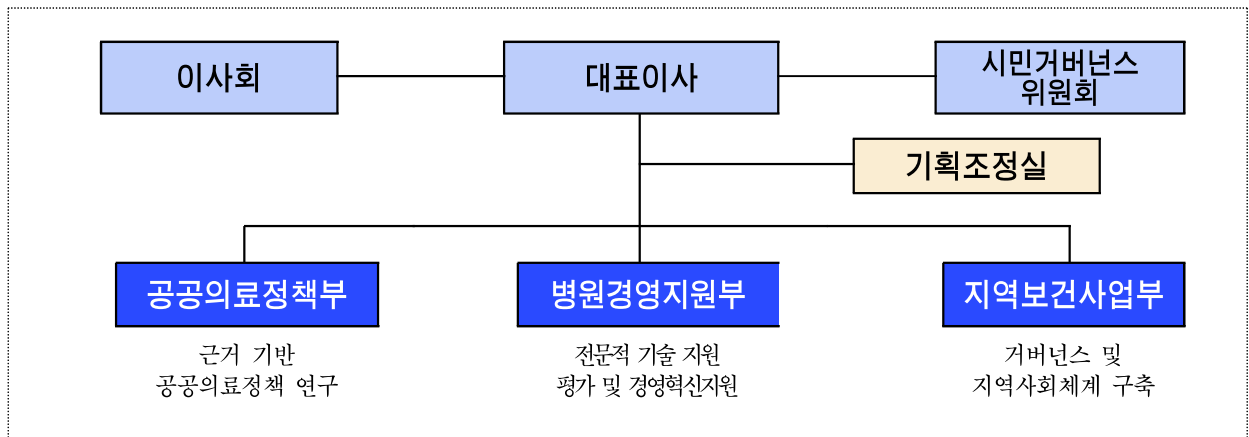 이사회
대표이사
시민거버넌스
위원회
기획조정실
공공의료정책부
병원경영지원부
지역보건사업부
근거 기반
공공의료정책 연구
전문적 기술 지원
평가 및 경영혁신지원
거버넌스 및
지역사회체계 구축